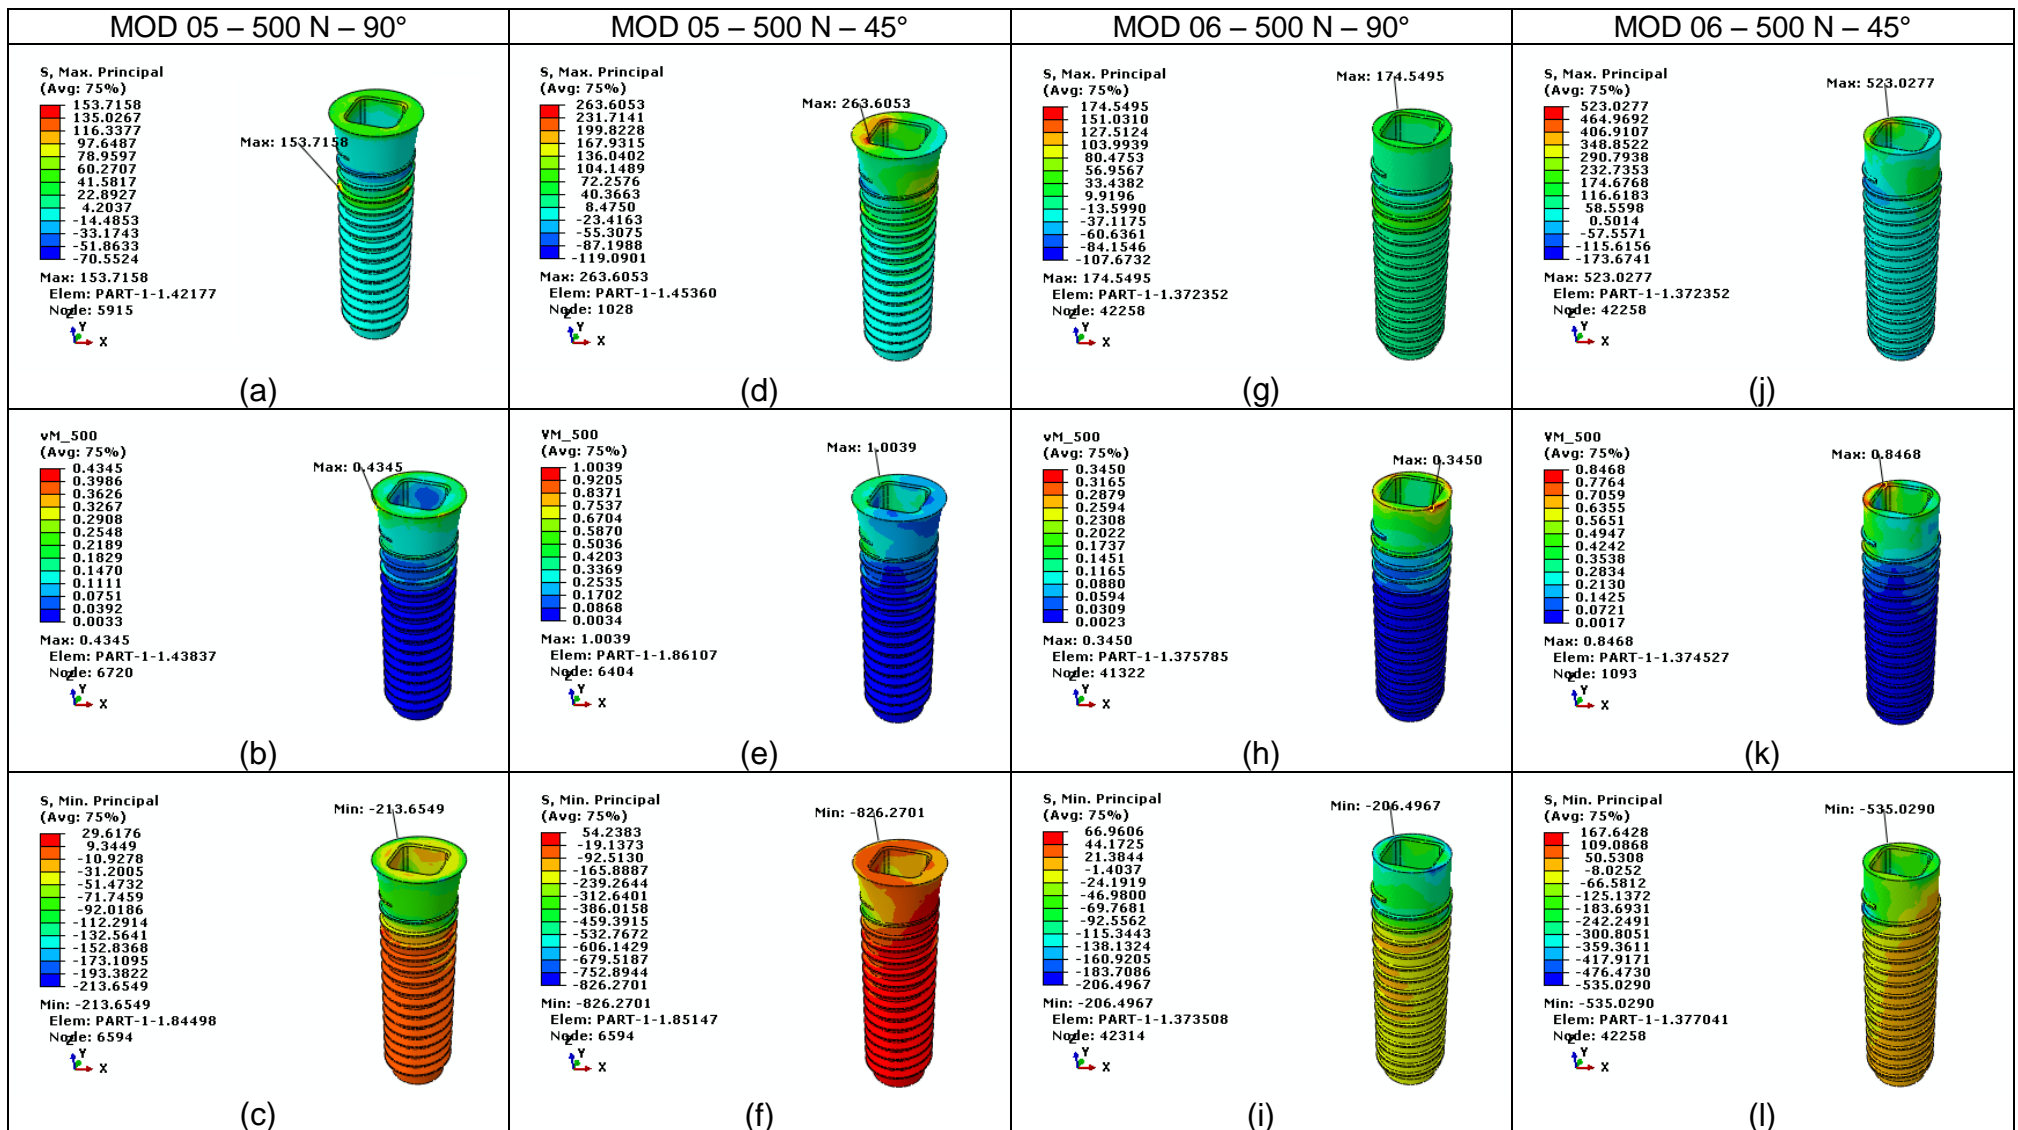 MOD 05 – 500 N – 90°
MOD 05 – 500 N – 45°
MOD 06 – 500 N – 90°
MOD 06 – 500 N – 45°
S, Max. Principal
(Avg: 75%)
153.7158
135.0267
116.3377
97.6487
78.9597
60.2707
41.5817
22.8927
4.2037
-14.4853
-33.1743
-51.8633
-70.5524
Max: 153.7158
Elem: PART-1-1.42177
Node: 5915
Z
Y
X
Max: 153.7158
(a)
S, Max. Principal
(Avg: 75%)
263.6053
231.7141
199.8228
167.9315
136.0402
104.1489
72.2576
40.3663
8.4750
-23.4163
-55.3075
-87.1988
-119.0901
Max: 263.6053
Elem: PART-1-1.45360
Node: 1028
Z
Y
X
Max: 263.6053
(d)
S, Max. Principal
(Avg: 75%)
174.5495
151.0310
127.5124
103.9939
80.4753
56.9567
33.4382
9.9196
-13.5990
-37.1175
-60.6361
-84.1546
-107.6732
Max: 174.5495
Elem: PART-1-1.372352
Node: 42258
Z
Y
X
Max: 174.5495
(g)
S, Max. Principal
(Avg: 75%)
523.0277
464.9692
406.9107
348.8522
290.7938
232.7353
174.6768
116.6183
58.5598
0.5014
-57.5571
-115.6156
-173.6741
Max: 523.0277
Elem: PART-1-1.372352
Node: 42258
Z
Y
X
Max: 523.0277
(j)
vM_500
(Avg: 75%)
0.4345
0.3986
0.3626
0.3267
0.2908
0.2548
0.2189
0.1829
0.1470
0.1111
0.0751
0.0392
0.0033
Max: 0.4345
Elem: PART-1-1.43837
Node: 6720
Z
Y
X
Max: 0.4345
(b)
VM_500
(Avg: 75%)
1.0039
0.9205
0.8371
0.7537
0.6704
0.5870
0.5036
0.4203
0.3369
0.2535
0.1702
0.0868
0.0034
Max: 1.0039
Elem: PART-1-1.86107
Node: 6404
Z
Y
X
Max: 1.0039
(e)
vM_500
(Avg: 75%)
0.3450
0.3165
0.2879
0.2594
0.2308
0.2022
0.1737
0.1451
0.1165
0.0880
0.0594
0.0309
0.0023
Max: 0.3450
Elem: PART-1-1.375785
Node: 41322
Z
Y
X
Max: 0.3450
(h)
VM_500
(Avg: 75%)
0.8468
0.7764
0.7059
0.6355
0.5651
0.4947
0.4242
0.3538
0.2834
0.2130
0.1425
0.0721
0.0017
Max: 0.8468
Elem: PART-1-1.374527
Node: 1093
Z
Y
X
Max: 0.8468
(k)
S, Min. Principal
(Avg: 75%)
29.6176
9.3449
-10.9278
-31.2005
-51.4732
-71.7459
-92.0186
-112.2914
-132.5641
-152.8368
-173.1095
-193.3822
-213.6549
Min: -213.6549
Elem: PART-1-1.84498
Node: 6594
Z
Y
X
Min: -213.6549
(c)
S, Min. Principal
(Avg: 75%)
54.2383
-19.1373
-92.5130
-165.8887
-239.2644
-312.6401
-386.0158
-459.3915
-532.7672
-606.1429
-679.5187
-752.8944
-826.2701
Min: -826.2701
Elem: PART-1-1.85147
Node: 6594
Z
Y
X
Min: -826.2701
(f)
S, Min. Principal
(Avg: 75%)
66.9606
44.1725
21.3844
-1.4037
-24.1919
-46.9800
-69.7681
-92.5562
-115.3443
-138.1324
-160.9205
-183.7086
-206.4967
Min: -206.4967
Elem: PART-1-1.373508
Node: 42314
Z
Y
X
Min: -206.4967
(i)
S, Min. Principal
(Avg: 75%)
167.6428
109.0868
50.5308
-8.0252
-66.5812
-125.1372
-183.6931
-242.2491
-300.8051
-359.3611
-417.9171
-476.4730
-535.0290
Min: -535.0290
Elem: PART-1-1.377041
Node: 42258
Z
Y
X
Min: -535.0290
(l)